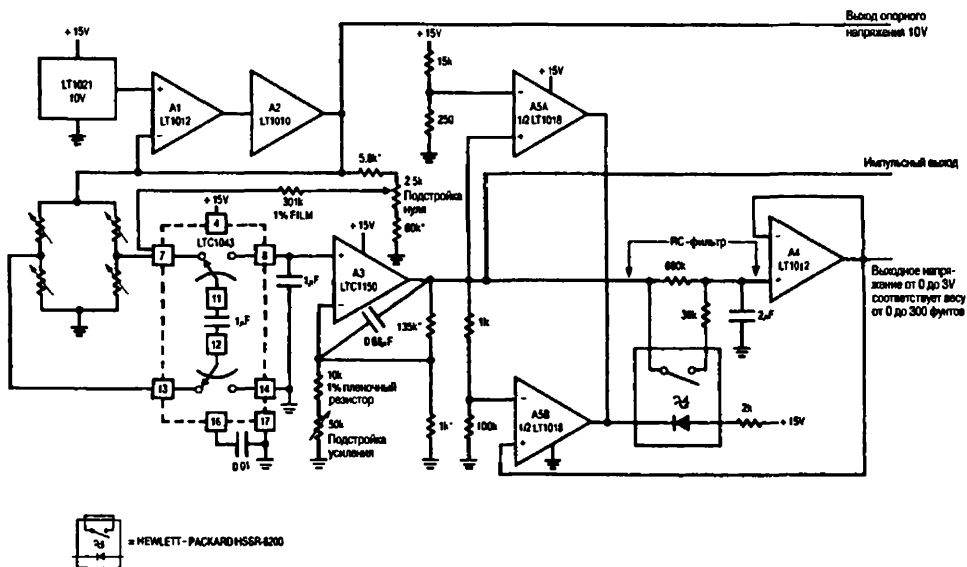 Выход опорного
напряжения 10V
+ 15V
LT1021
10V
A1
LT1012
A2
LT1010
+15V
15k
250
+ 15V
A5A
1/2 LT1018
Импульсный выход
5.8k*
2 5k
Подстройка
нуля
301k
1% FILM
80k*
+ 15V
4
LTC1043
7
8
11
1μF
12
13
14
16
17
0 01
1μF
+15V
A3
LTC1150
0 68μF
135k*
1k
10k
1% пленочный
резистор
50k
Подстройка
усиления
1k*
100k
RC-фильтр
680k
39k
2μF
A4
LT1012
Выходное напря-
жение от 0 до 3V
соответствует весу
от 0 до 300 фунтов
A5B
1/2 LT1018
2k
+ 15V
= HEWLETT-PACKARD HSSR-8200